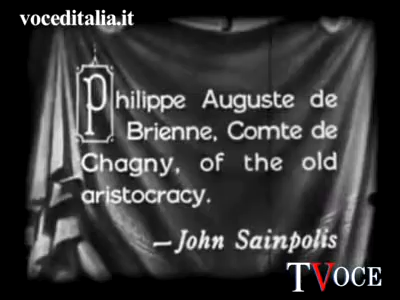 voceditalia.it
Philippe Auguste de
Brienne, Comte de
Chagny, of the old
aristocracy.
—John Sainpolis
TVOCE